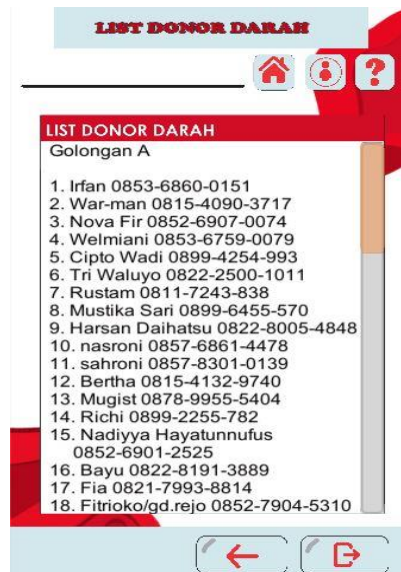 LIST DONOR DARAH
?
LIST DONOR DARAH
Golongan A
1. Irfan 0853-6860-0151
2. War-man 0815-4090-3717
3. Nova Fir 0852-6907-0074
4. Welmiani 0853-6759-0079
5. Cipto Wadi 0899-4254-993
6. Tri Waluyo 0822-2500-1011
7. Rustam 0811-7243-838
8. Mustika Sari 0899-6455-570
9. Harsan Daihatsu 0822-8005-4848
10. nasroni 0857-6861-4478
11. sahroni 0857-8301-0139
12. Bertha 0815-4132-9740
13. Mugist 0878-9955-5404
14. Richi 0899-2255-782
15. Nadiyya Hayatunnufus
0852-6901-2525
16. Bayu 0822-8191-3889
17. Fia 0821-7993-8814
18. Fitrioko/gd.rejo 0852-7904-5310